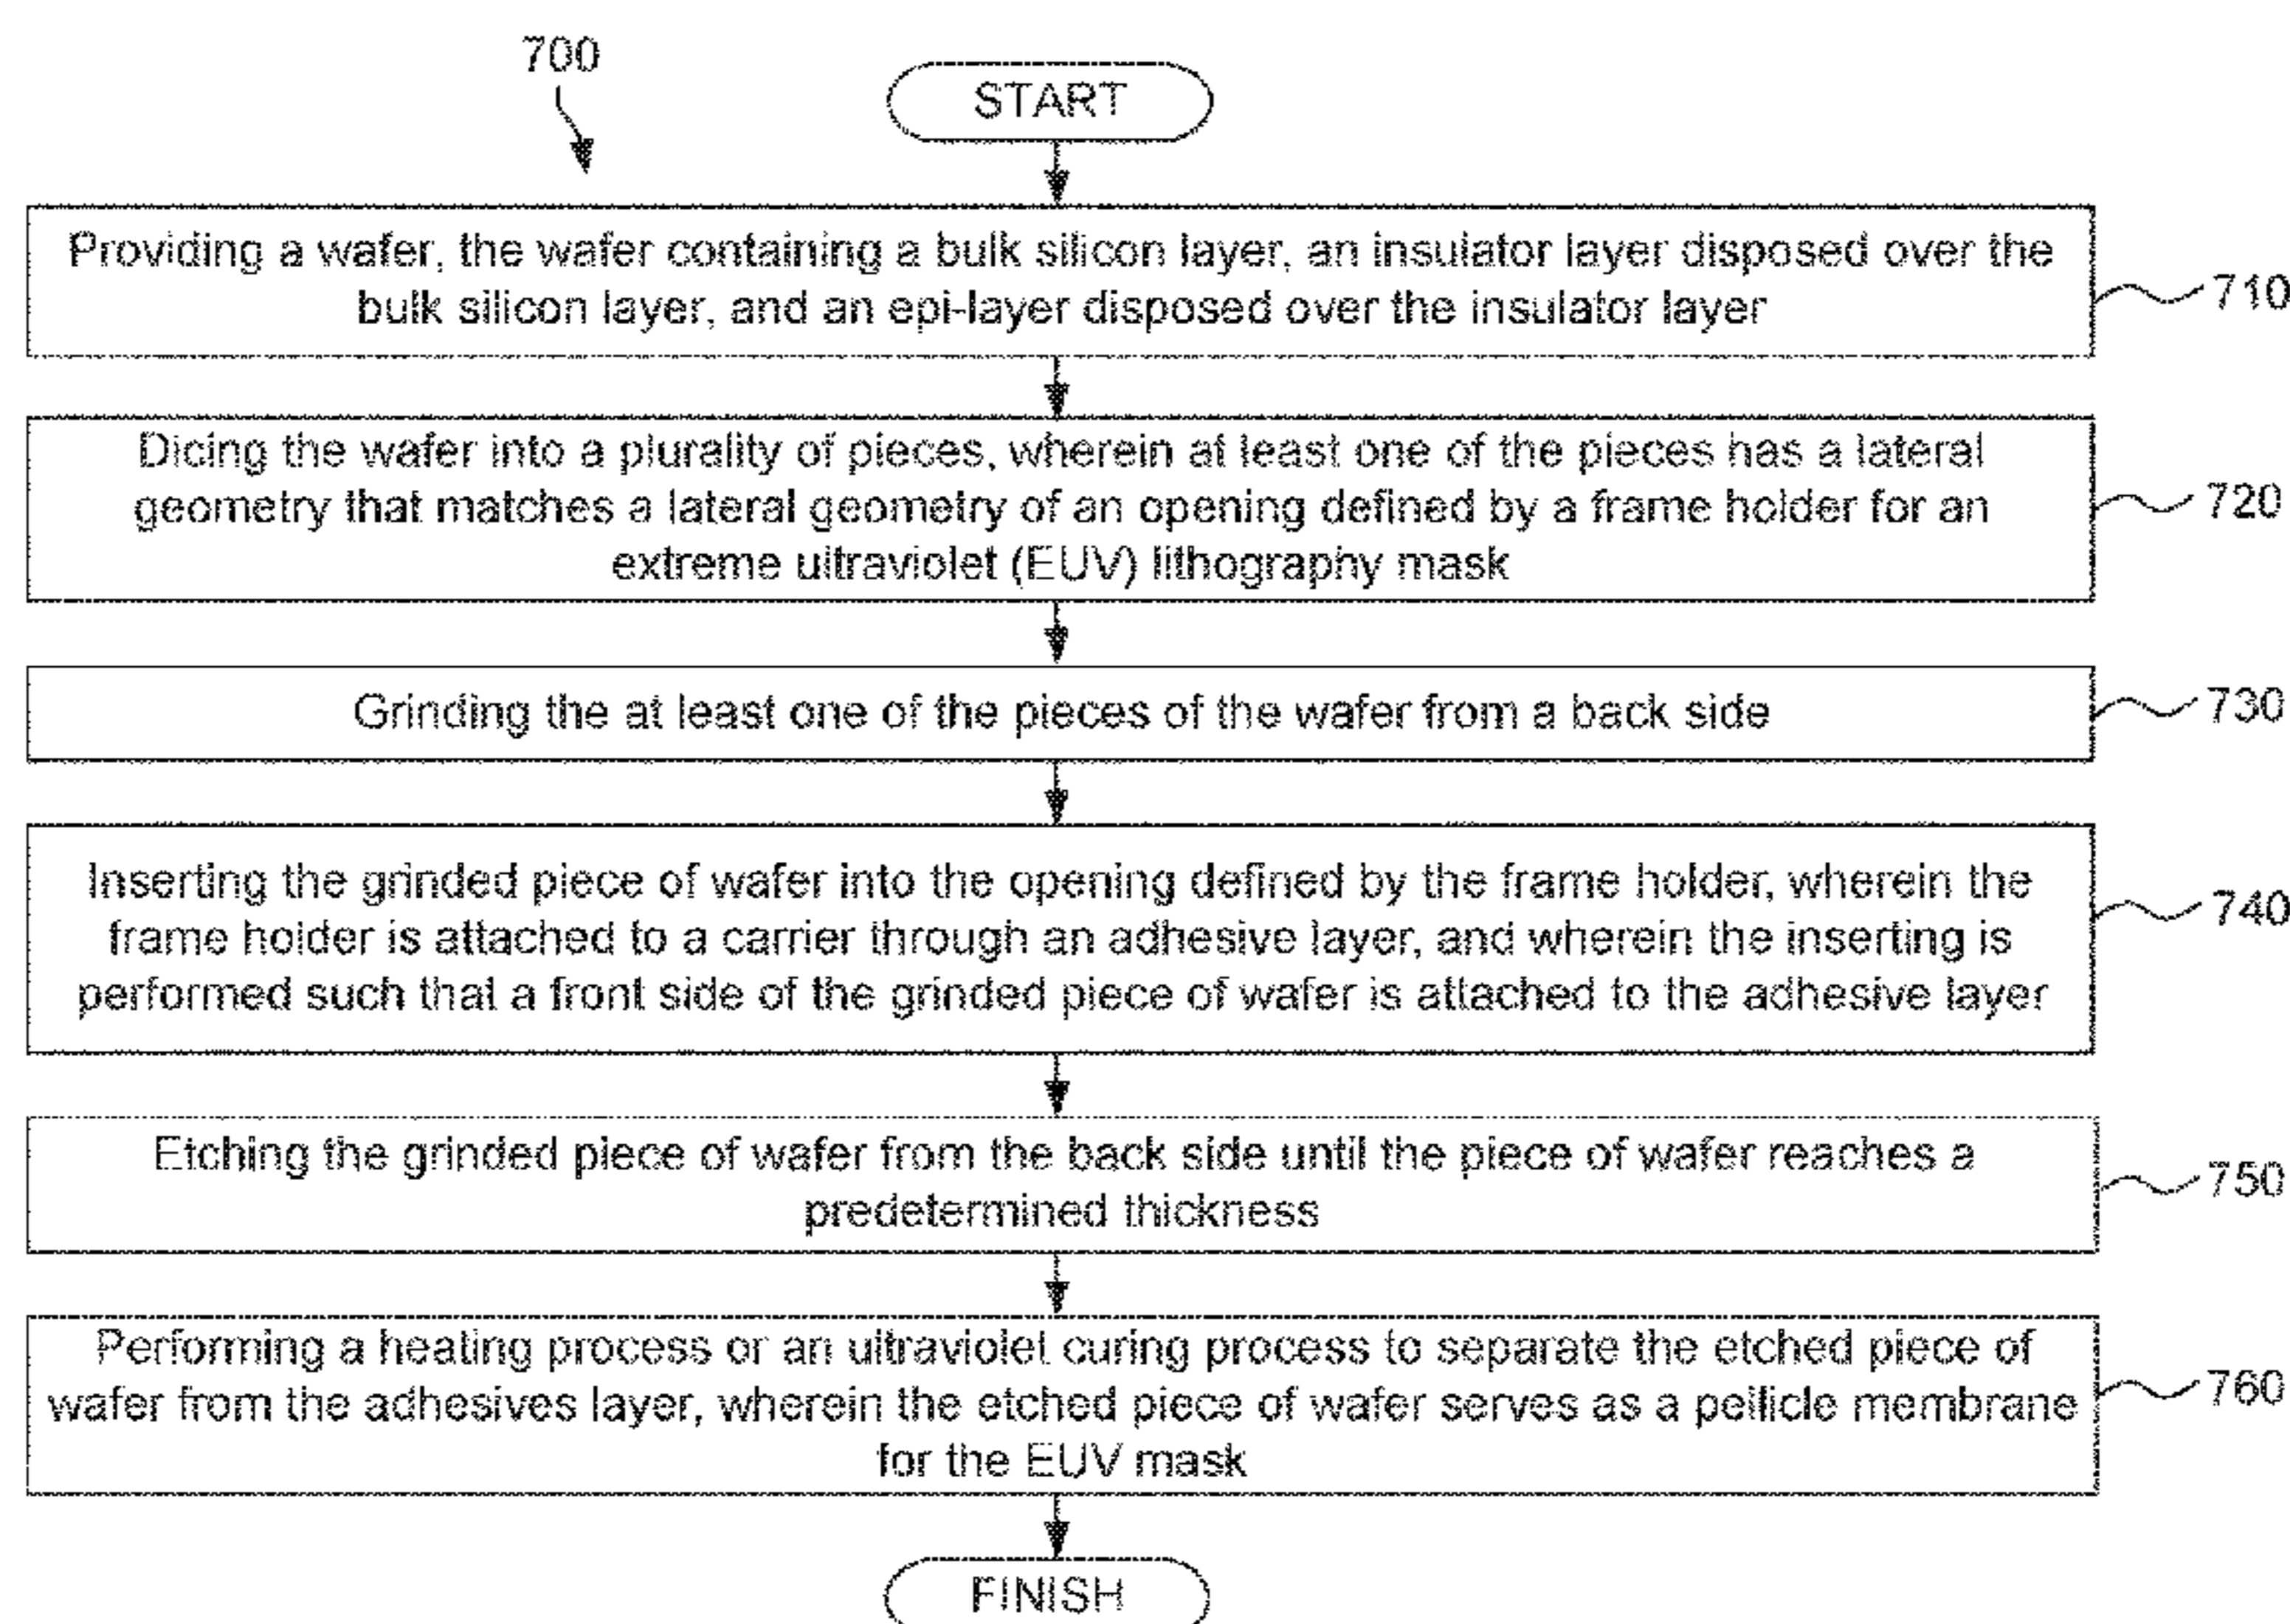 700
START
Providing a wafer, the wafer containing a bulk silicon layer, an insulator layer disposed over the
bulk silicon layer, and an epi-layer disposed over the insulator layer
710
Dicing the wafer into a plurality of pieces, wherein at least one of the pieces has a lateral
geometry that matches a lateral geometry of an opening defined by a frame holder for an
extreme ultraviolet (EUV) lithography mask
720
Grinding the at least one of the pieces of the wafer from a back side
730
Inserting the grinded piece of wafer into the opening defined by the frame holder, wherein the
frame holder is attached to a carrier through an adhesive layer, and wherein the inserting is
performed such that a front side of the grinded piece of wafer is attached to the adhesive layer
740
Etching the grinded piece of wafer from the back side until the piece of wafer reaches a
predetermined thickness
750
Performing a heating process or an ultraviolet curing process to separate the etched piece of
wafer from the adhesives layer, wherein the etched piece of wafer serves as a pellicle membrane
for the EUV mask
760
FINISH